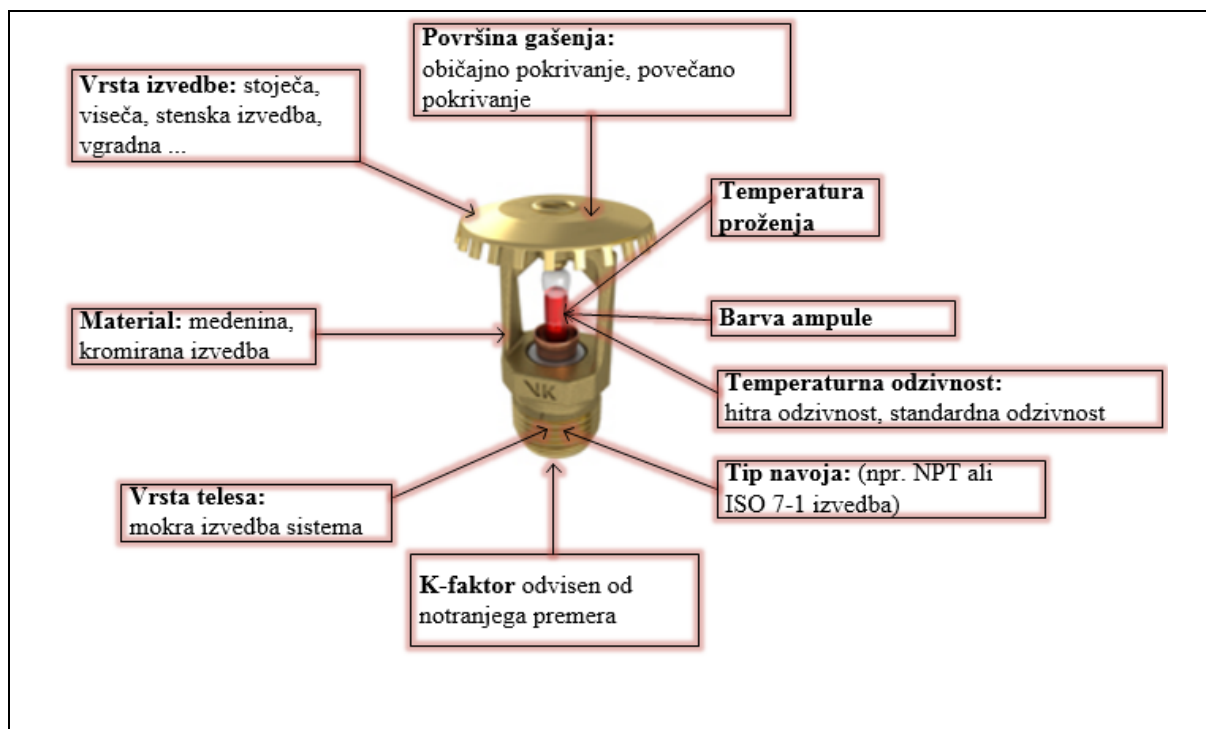 Površina gašenja:
običajno pokrivanje, povečano
pokrivanje
Vrsta izvedbe: stoječa,
viseča, stenska izvedba,
vgradna ...
Temperatura
proženja
Material: medenina,
kromirana izvedba
Barva ampule
Temperaturna odzivnost:
hitra odzivnost, standardna odzivnost
VK
Vrsta telesa:
mokra izvedba sistema
Tip navoja: (npr. NPT ali
ISO 7-1 izvedba)
K-faktor odvisen od
notranjega premera